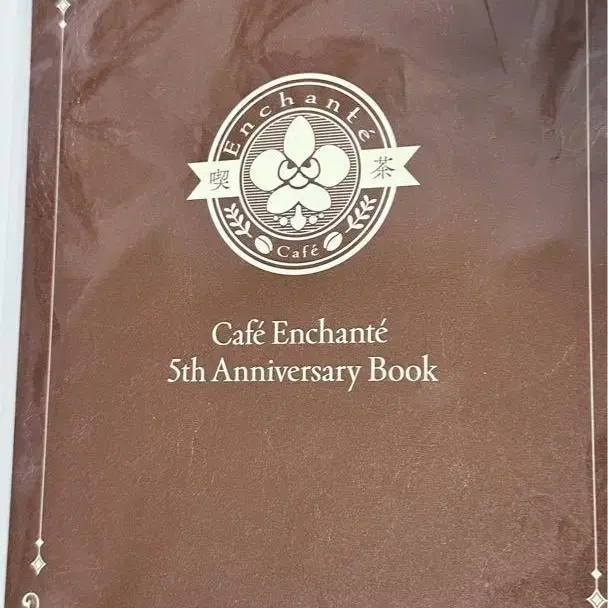 Enchanté
喫 茶
Café
Café Enchanté
5th Anniversary Book